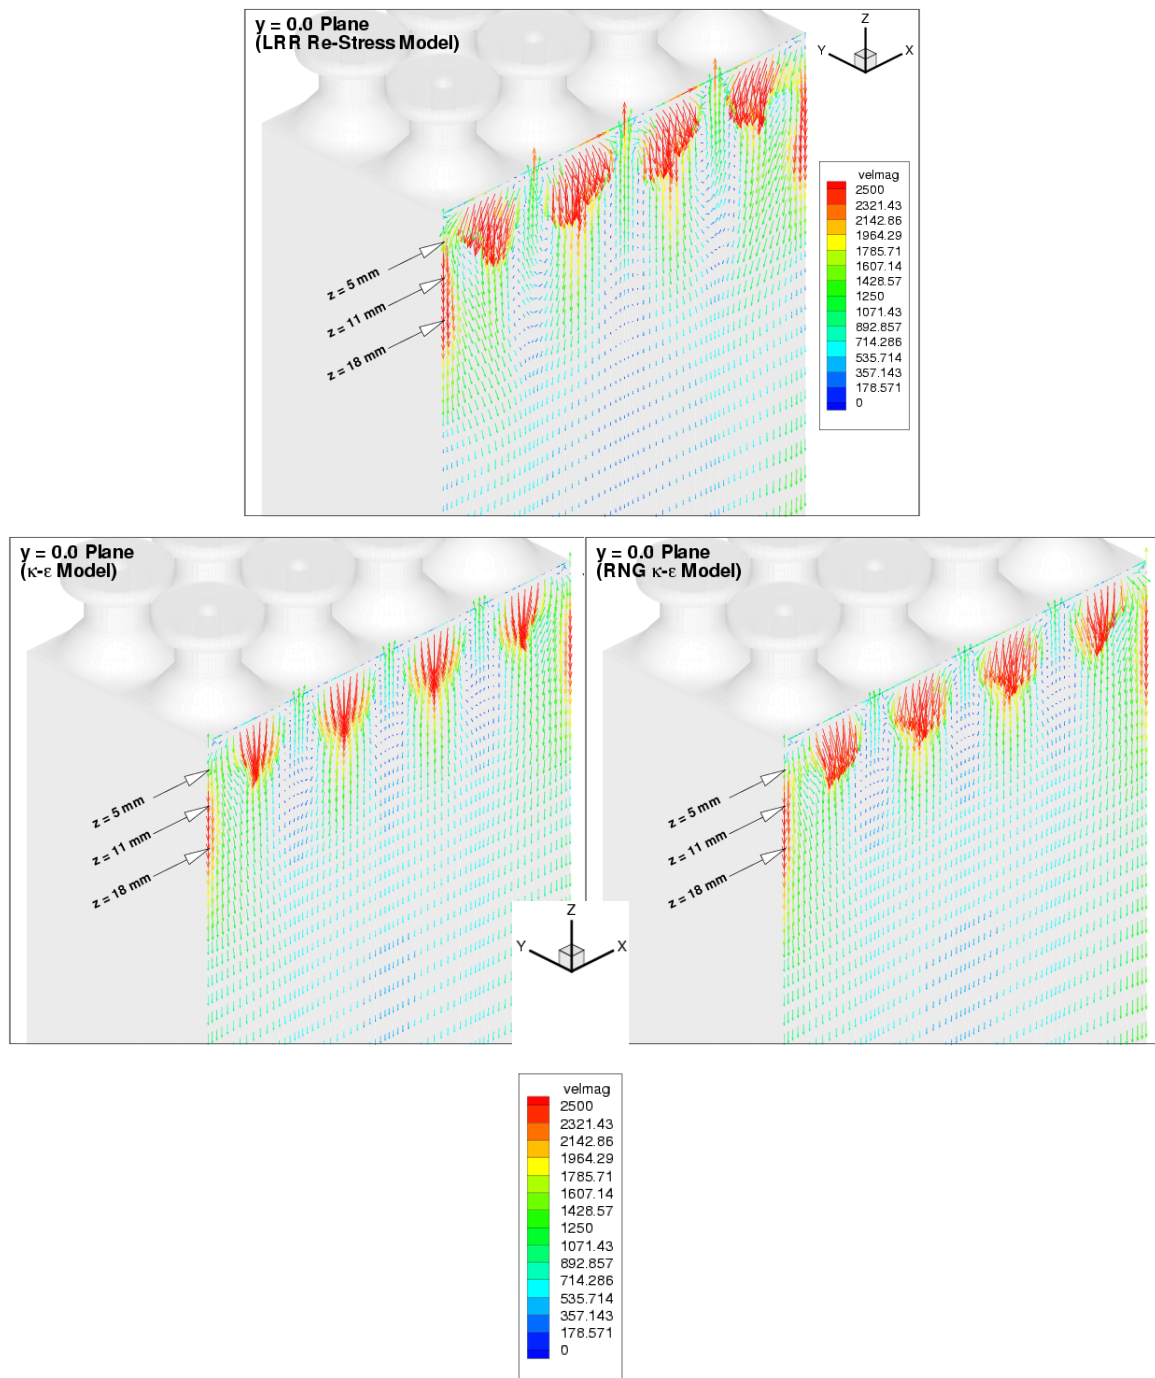 y = 0.0 Plane
(LRR Re-Stress Model)
Z
Y
X
velmag
2500
2321.43
2142.86
1964.29
1785.71
1607.14
1428.57
1250
1071.43
892.857
714.286
535.714
357.143
178.571
0
z = 5 mm
z = 11 mm
z = 18 mm
y = 0.0 Plane
(κ-ε Model)
z = 5 mm
z = 11 mm
z = 18 mm
y = 0.0 Plane
(RNG κ-ε Model)
z = 5 mm
z = 11 mm
z = 18 mm
Z
Y
X
velmag
2500
2321.43
2142.86
1964.29
1785.71
1607.14
1428.57
1250
1071.43
892.857
714.286
535.714
357.143
178.571
0